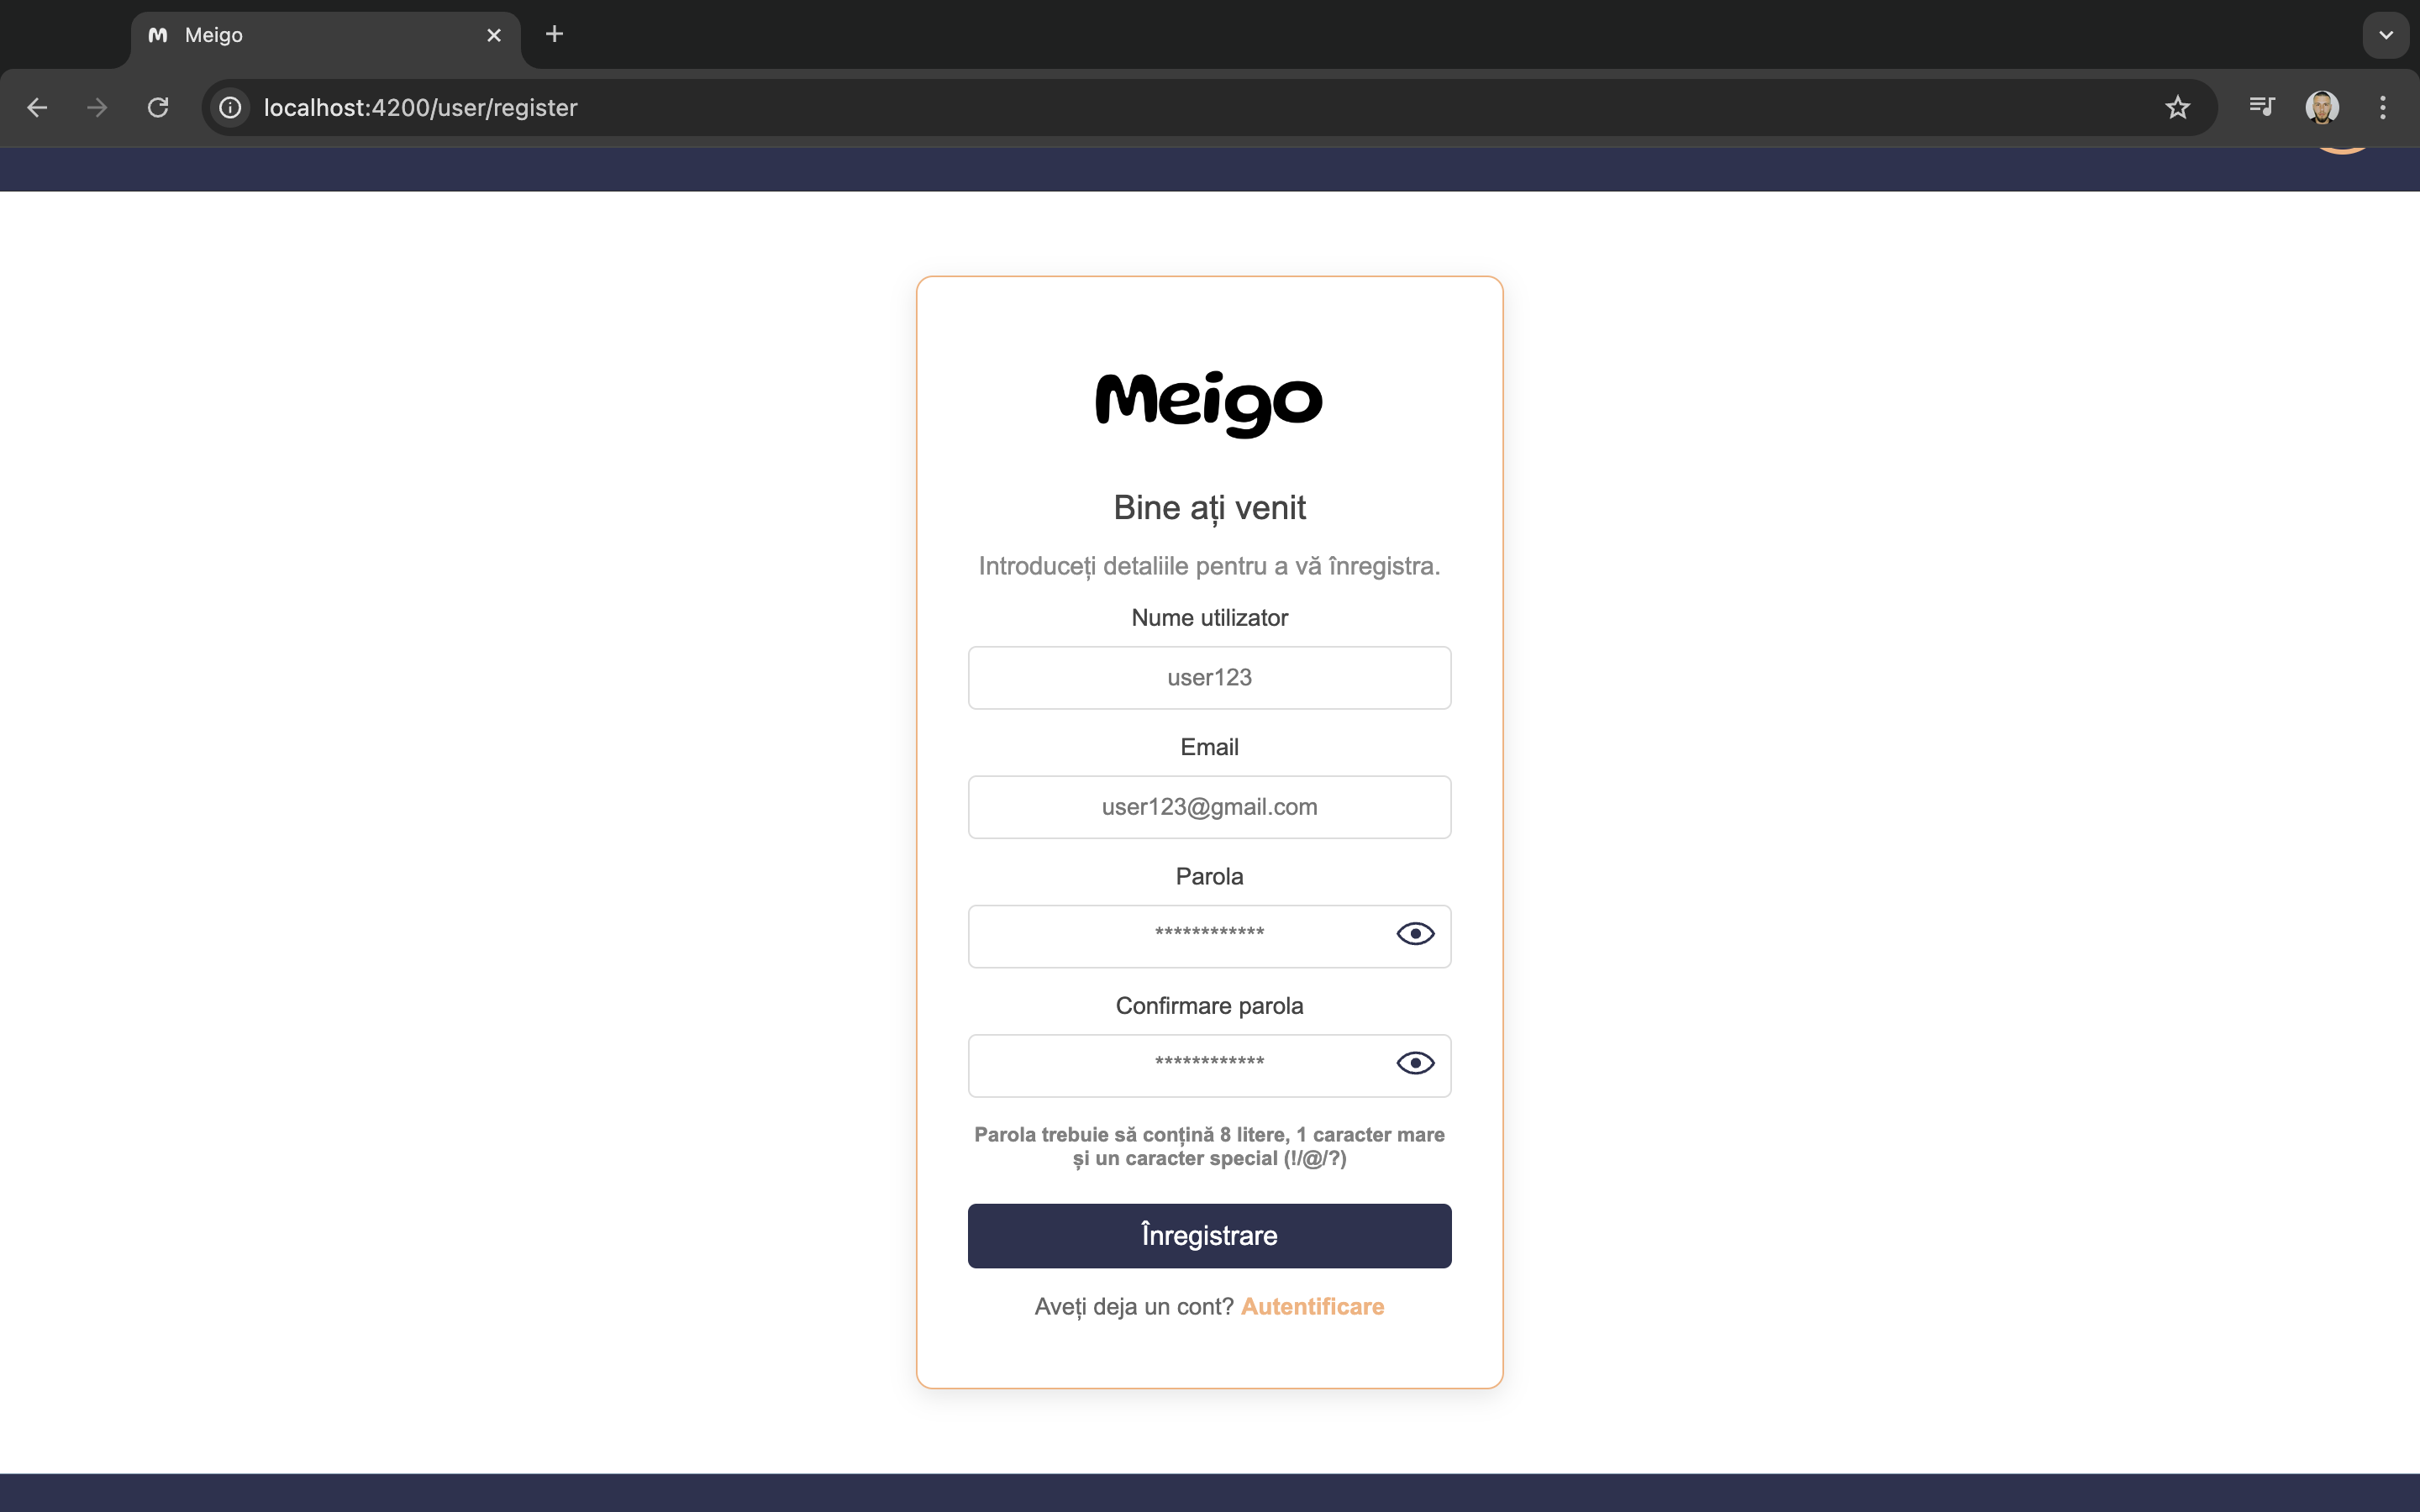 Meigo
localhost:4200/user/register
Meigo
Bine ați venit
Introduceți detaliile pentru a vă înregistra.
Nume utilizator
user123
Email
user123@gmail.com
Parola
************
Confirmare parola
************
Parola trebuie să conțină 8 litere, 1 caracter mare
și un caracter special (!/@/?)
Înregistrare
Aveți deja un cont? Autentificare